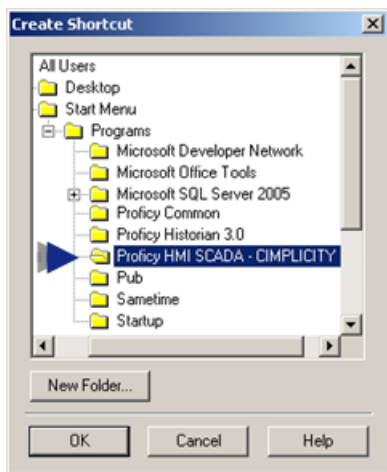 Create Shortcut
All Users
Desktop
Start Menu
Programs
Microsoft Developer Network
Microsoft Office Tools
Microsoft SQL Server 2005
Proficy Common
Proficy Historian 3.0
Proficy HMI SCADA - CIMPLICITY
Pub
Sametime
Startup
New Folder...
OK
Cancel
Help